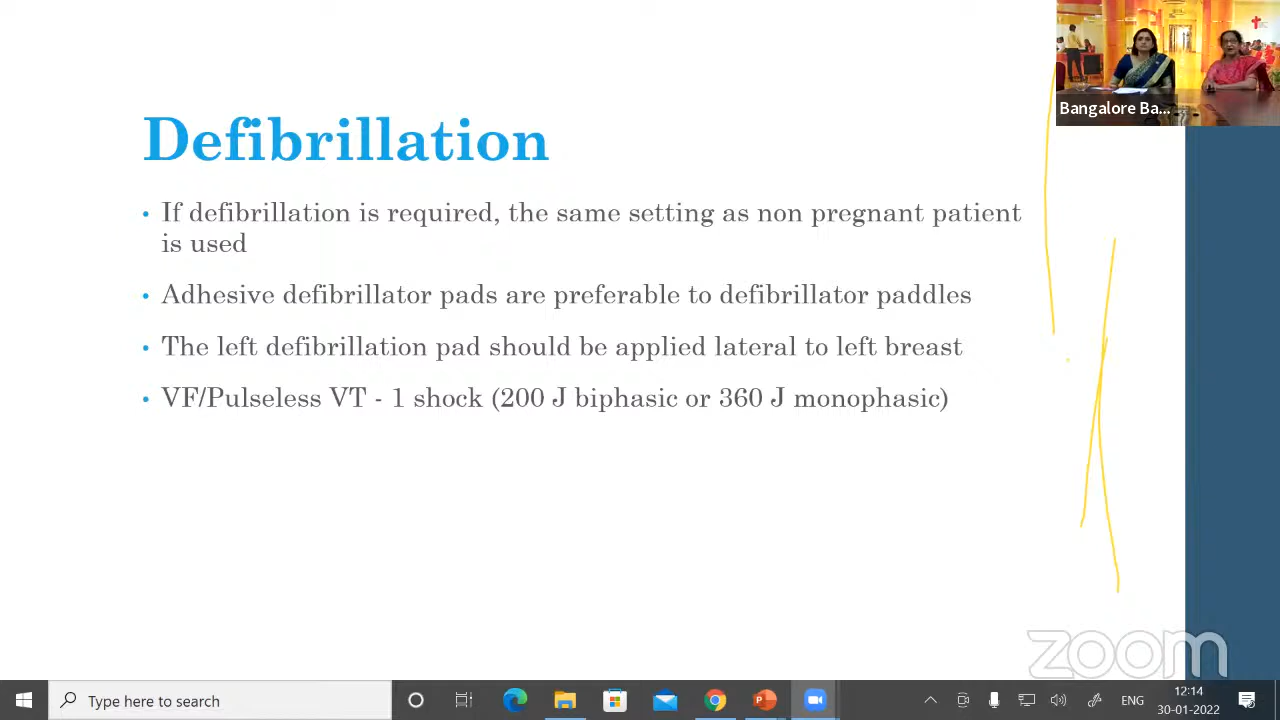 Bangalore Ba...
Defibrillation
• If defibrillation is required, the same setting as non pregnant patient
is used
• Adhesive defibrillator pads are preferable to defibrillator paddles
• The left defibrillation pad should be applied lateral to left breast
• VF/Pulseless VT - 1 shock (200 J biphasic or 360 J monophasic)
zoom
Type here to search
ENG
12:14
30-01-2022